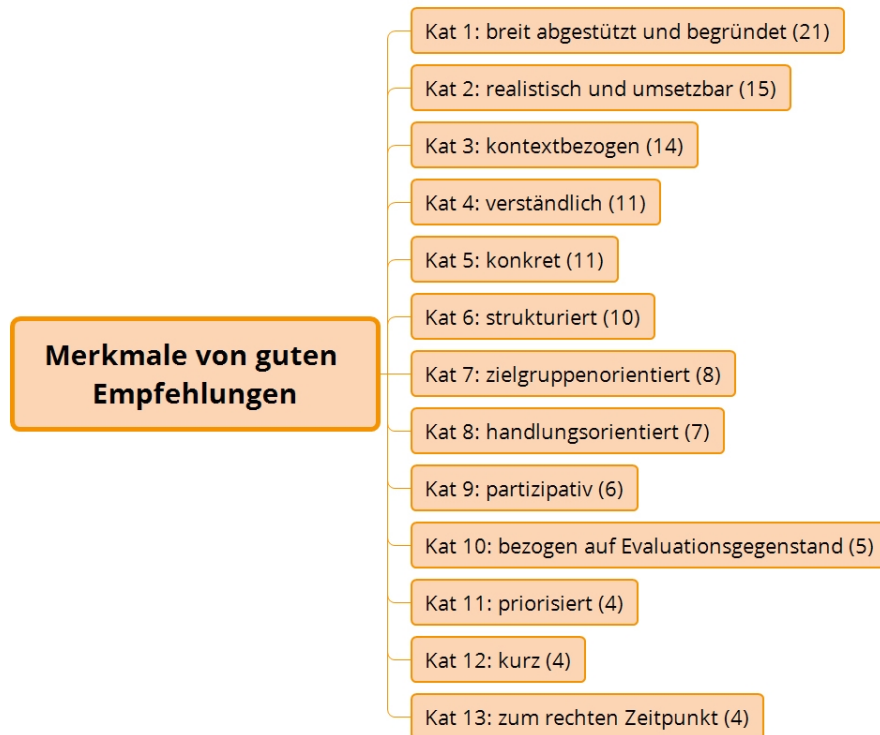 Merkmale von guten
Empfehlungen
Kat 1: breit abgestützt und begründet (21)
Kat 2: realistisch und umsetzbar (15)
Kat 3: kontextbezogen (14)
Kat 4: verständlich (11)
Kat 5: konkret (11)
Kat 6: strukturiert (10)
Kat 7: zielgruppenorientiert (8)
Kat 8: handlungsorientiert (7)
Kat 9: partizipativ (6)
Kat 10: bezogen auf Evaluationsgegenstand (5)
Kat 11: priorisiert (4)
Kat 12: kurz (4)
Kat 13: zum rechten Zeitpunkt (4)